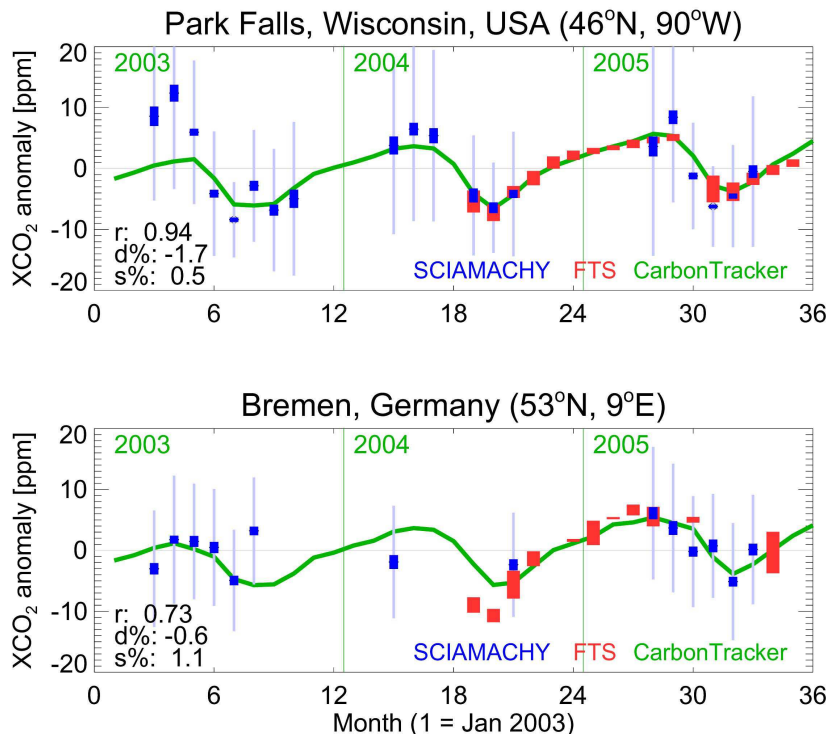 Park Falls, Wisconsin, USA (46°N, 90°W)
20
10
0
-10
-20
XCO₂ anomaly [ppm]
2003
2004
2005
r: 0.94
d%: -1.7
s%: 0.5
SCIAMACHY FTS CarbonTracker
0 6 12 18 24 30 36
Bremen, Germany (53°N, 9°E)
20
10
0
-10
-20
XCO₂ anomaly [ppm]
2003
2004
2005
r: 0.73
d%: -0.6
s%: 1.1
SCIAMACHY FTS CarbonTracker
0 6 12 18 24 30 36
Month (1 = Jan 2003)